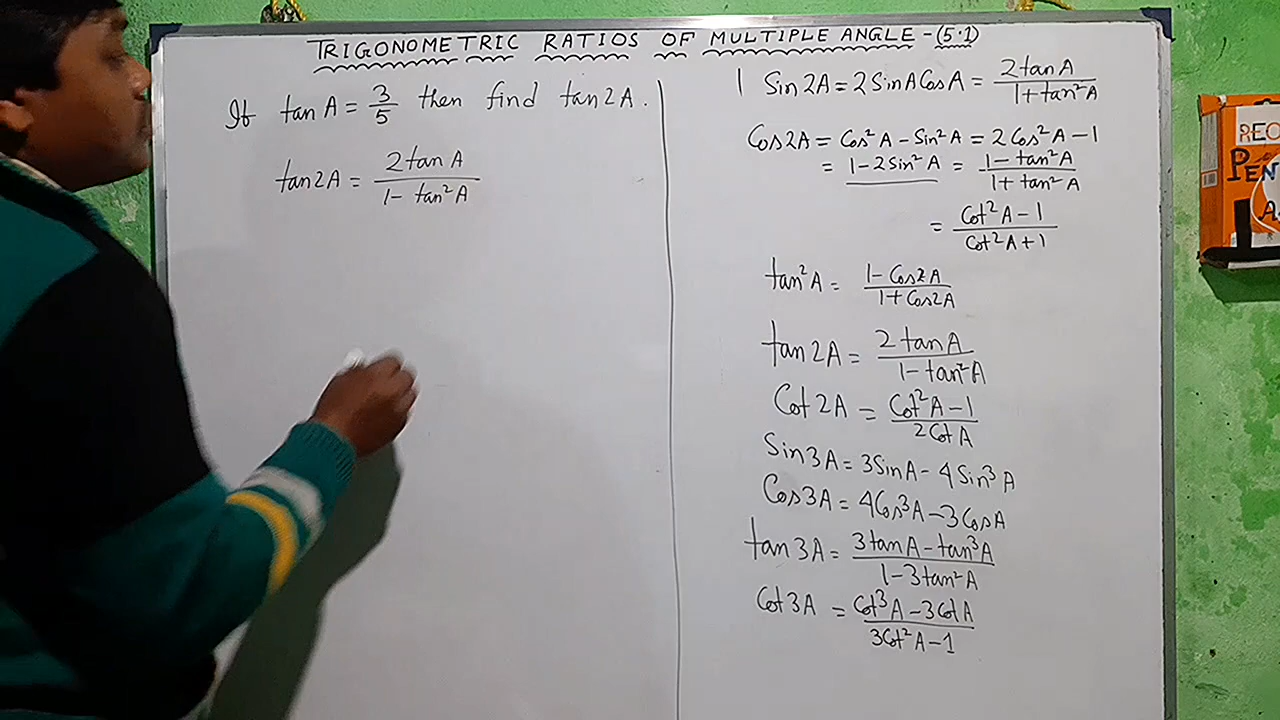 TRIGONOMETRIC RATIOS OF MULTIPLE ANGLE - (5.1)
If tan A = 3/5 then find tan 2A.
tan 2A = 2 tan A / 1 - tan² A
1 Sin 2A = 2 Sin A Cos A = 2 tan A / 1 + tan² A
Cos 2A = Cos² A - Sin² A = 2 Cos² A - 1
= 1 - 2 Sin² A = 1 - tan² A / 1 + tan² A
= Cot² A - 1 / Cot² A + 1
tan² A = 1 - Cos 2A / 1 + Cos 2A
tan 2A = 2 tan A / 1 - tan² A
Cot 2A = Cot² A - 1 / 2 Cot A
Sin 3A = 3 Sin A - 4 Sin³ A
Cos 3A = 4 Cos³ A - 3 Cos A
tan 3A = 3 tan A - tan³ A / 1 - 3 tan² A
Cot 3A = Cot³ A - 3 Cot A / 3 Cot² A - 1